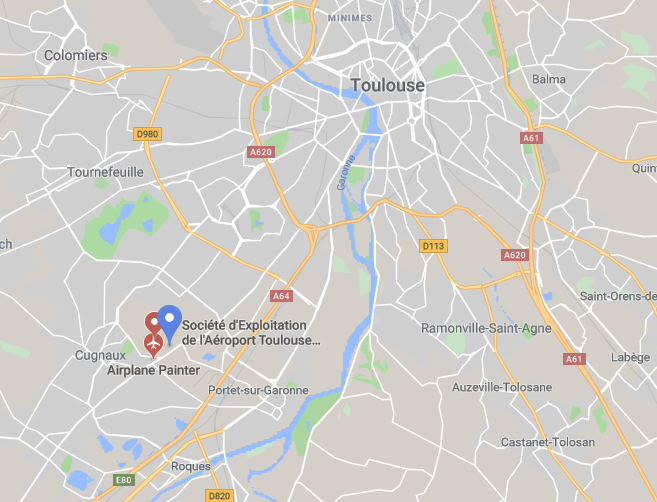 MINIMES
Colomiers
Toulouse
Balma
D980
A61
A620
Tournefeuille
Garonne
Quin
ch
D113
A620
A64
Saint-Orens-de
Société d'Exploitation
de l'Aéroport Toulouse...
Ramonville-Saint-Agne
Cugnaux
A61
Labège
Airplane Painter
Portet-sur-Garonne
Auzeville-Tolosane
Castanet-Tolosan
Roques
E80
D820